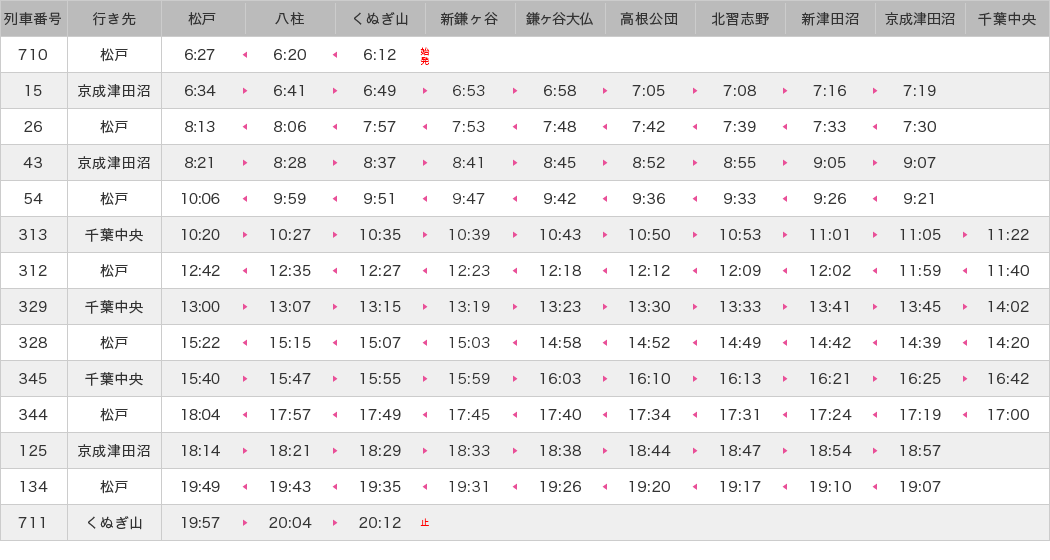 列車番号 行き先 松戸 八柱 くぬぎ山 新鎌ヶ谷 鎌ヶ谷大仏 高根公団 北習志野 新津田沼 京成津田沼 千葉中央
710 松戸 6:27 6:20 6:12 始発
15 京成津田沼 6:34 6:41 6:49 6:53 6:58 7:05 7:08 7:16 7:19
26 松戸 8:13 8:06 7:57 7:53 7:48 7:42 7:39 7:33 7:30
43 京成津田沼 8:21 8:28 8:37 8:41 8:45 8:52 8:55 9:05 9:07
54 松戸 10:06 9:59 9:51 9:47 9:42 9:36 9:33 9:26 9:21
313 千葉中央 10:20 10:27 10:35 10:39 10:43 10:50 10:53 11:01 11:05 11:22
312 松戸 12:42 12:35 12:27 12:23 12:18 12:12 12:09 12:02 11:59 11:40
329 千葉中央 13:00 13:07 13:15 13:19 13:23 13:30 13:33 13:41 13:45 14:02
328 松戸 15:22 15:15 15:07 15:03 14:58 14:52 14:49 14:42 14:39 14:20
345 千葉中央 15:40 15:47 15:55 15:59 16:03 16:10 16:13 16:21 16:25 16:42
344 松戸 18:04 17:57 17:49 17:45 17:40 17:34 17:31 17:24 17:19 17:00
125 京成津田沼 18:14 18:21 18:29 18:33 18:38 18:44 18:47 18:54 18:57
134 松戸 19:49 19:43 19:35 19:31 19:26 19:20 19:17 19:10 19:07
711 くぬぎ山 19:57 20:04 20:12 止